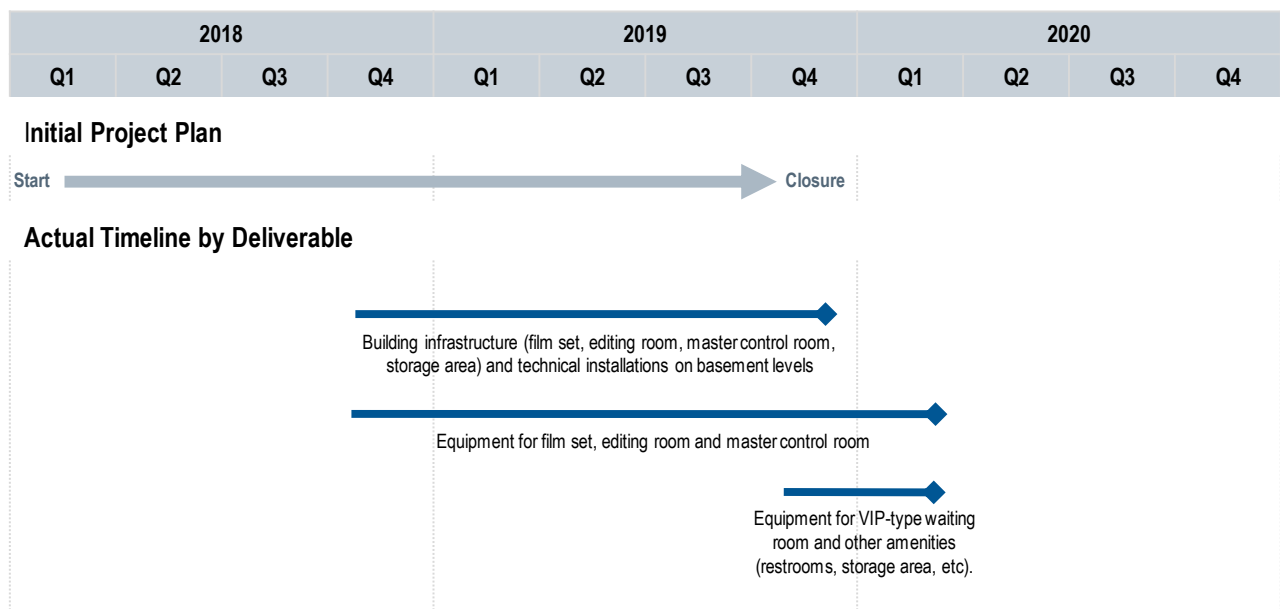 2018 2019 2020
Q1 Q2 Q3 Q4 Q1 Q2 Q3 Q4 Q1 Q2 Q3 Q4
Initial Project Plan
Start Closure
Actual Timeline by Deliverable
Building infrastructure (film set, editing room, master control room,
storage area) and technical installations on basement levels
Equipment for film set, editing room and master control room
Equipment for VIP-type waiting
room and other amenities
(restrooms, storage area, etc).